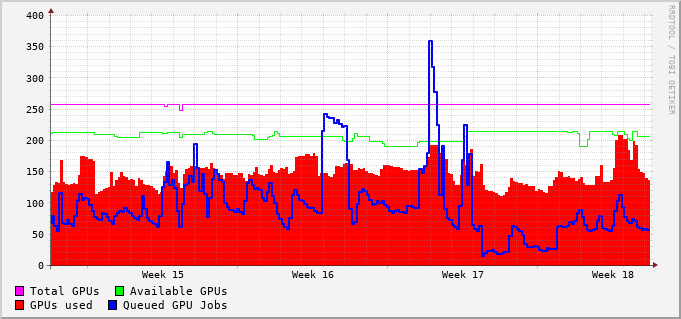 RRDTOOL / TOBI OETIKER
400
350
300
250
200
150
100
50
0
Week 15 Week 16 Week 17 Week 18
Total GPUs Available GPUs
GPUs used Queued GPU Jobs